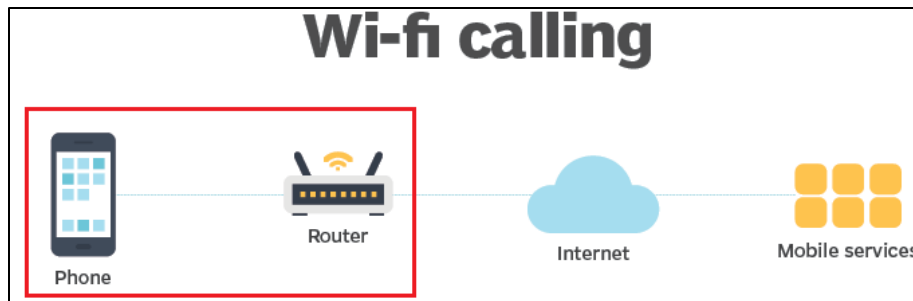 Wi-fi calling
Phone
Router
Internet
Mobile services